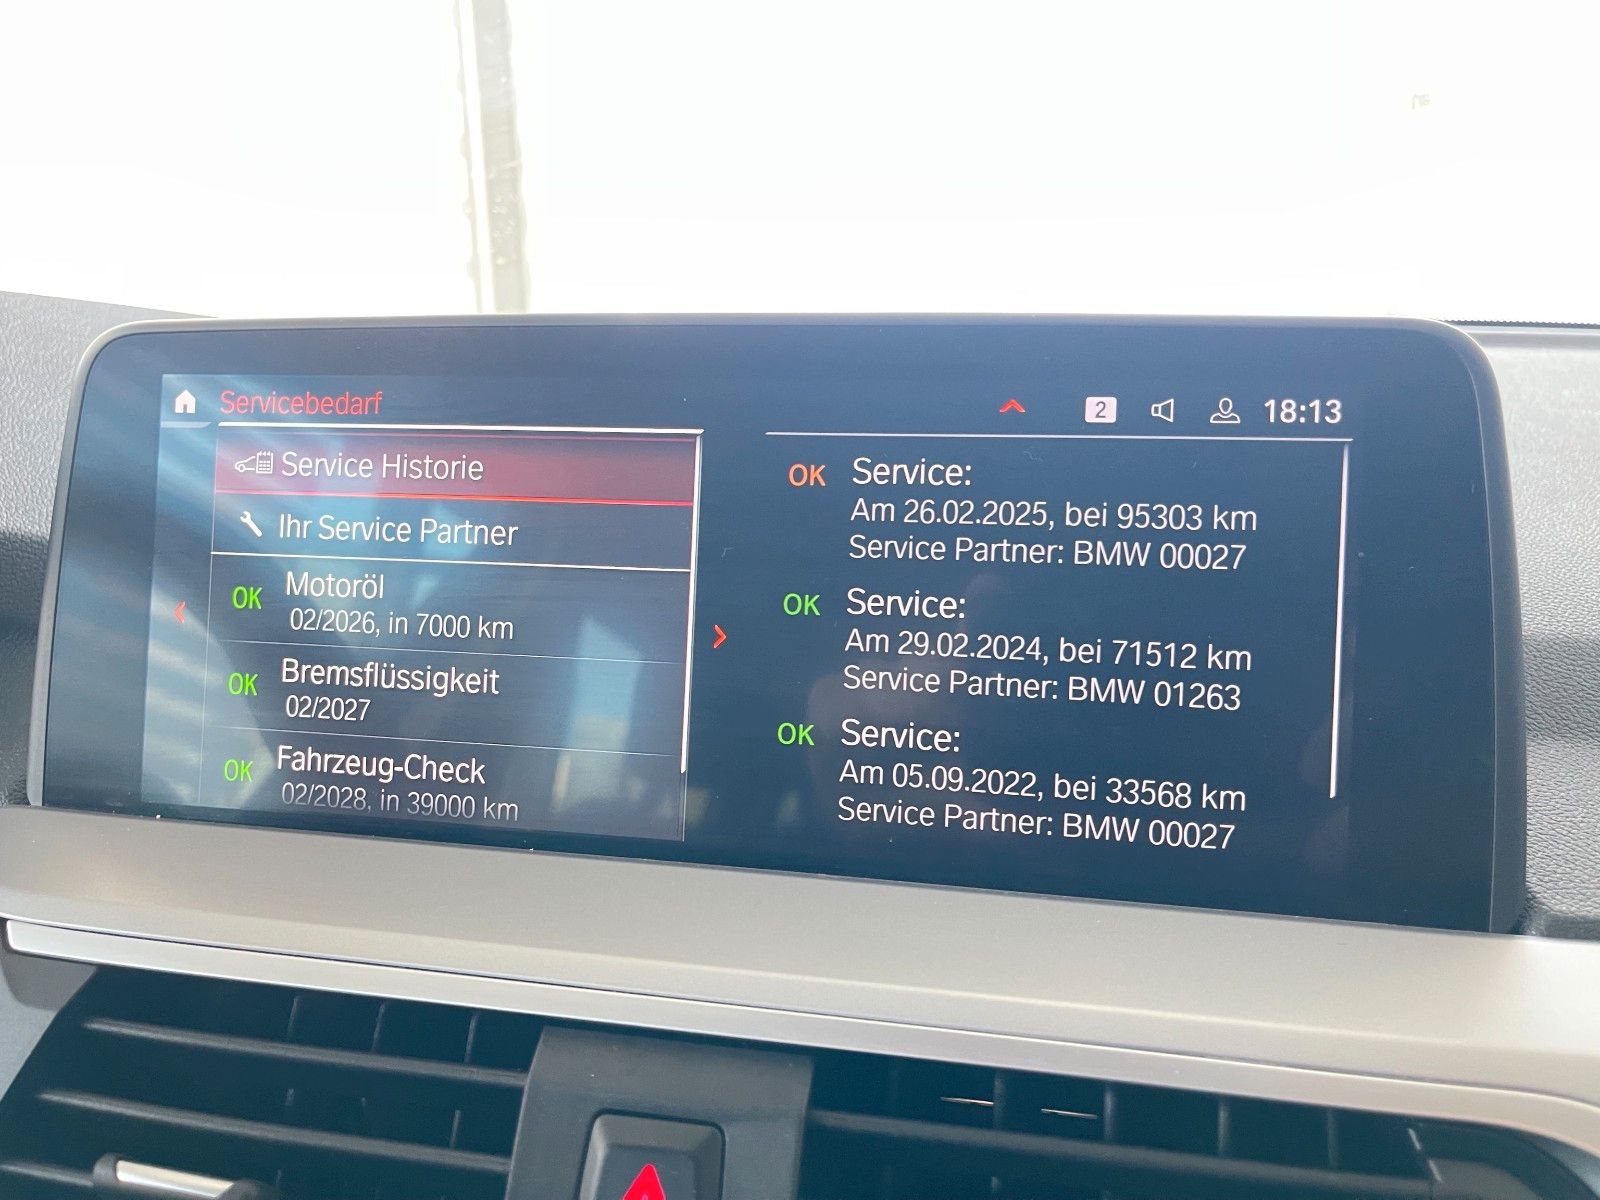 Servicebedarf
2
18:13
Service Historie
Ihr Service Partner
OK Motoröl
02/2026, in 7000 km
OK Bremsflüssigkeit
02/2027
OK Fahrzeug-Check
02/2028, in 39000 km
OK Service:
Am 26.02.2025, bei 95303 km
Service Partner: BMW 00027
OK Service:
Am 29.02.2024, bei 71512 km
Service Partner: BMW 01263
OK Service:
Am 05.09.2022, bei 33568 km
Service Partner: BMW 00027